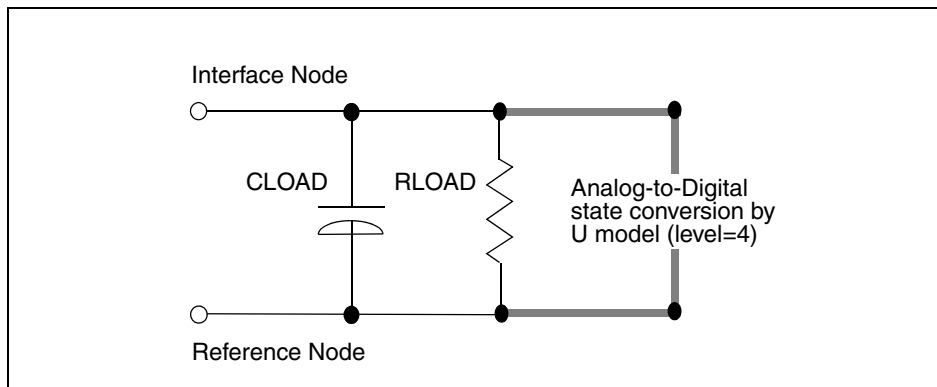 Interface Node
CLOAD
RLOAD
Analog-to-Digital
state conversion by
U model (level=4)
Reference Node